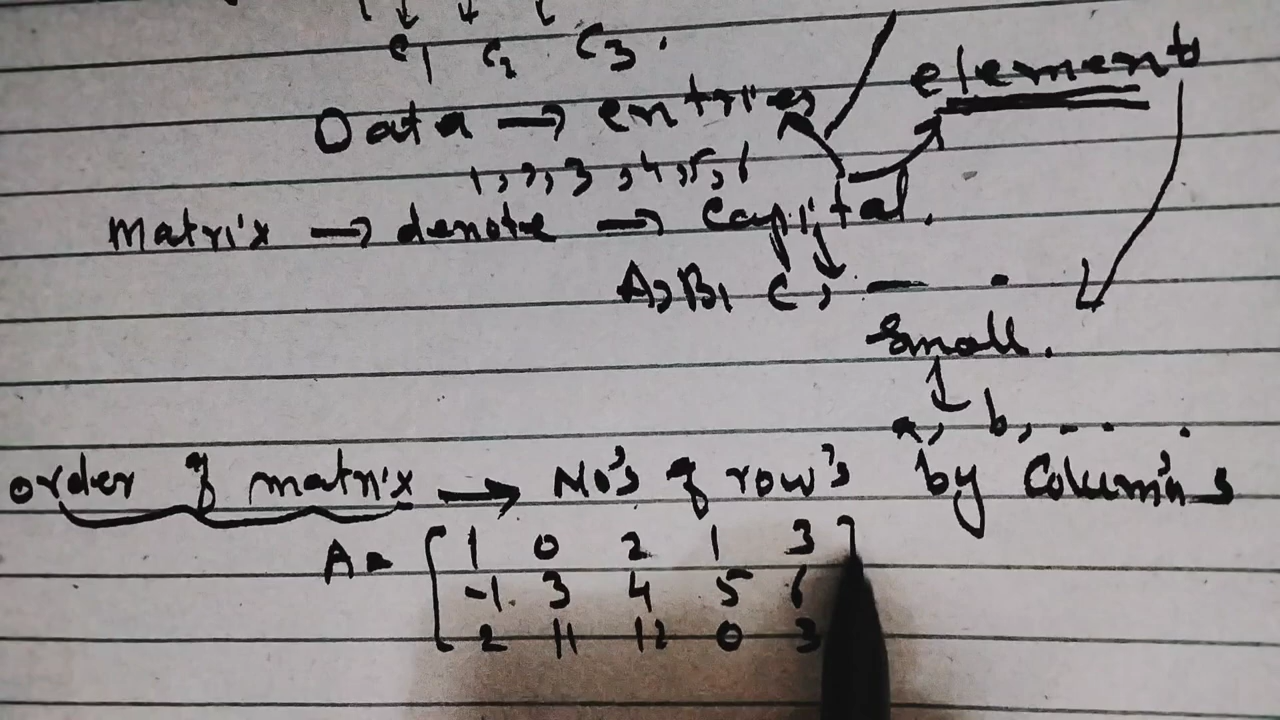 c1 c2 c3.
elements
Data → entries
1, 2, 3, 4, 5, 6
Matrix → denote → Capital.
A, B, C, — .
Small.
a, b, - - .
order of matrix → No's of row's by Column's
A = [ 1 0 2 1 3 ]
-1 3 4 5 6
2 11 12 0 3